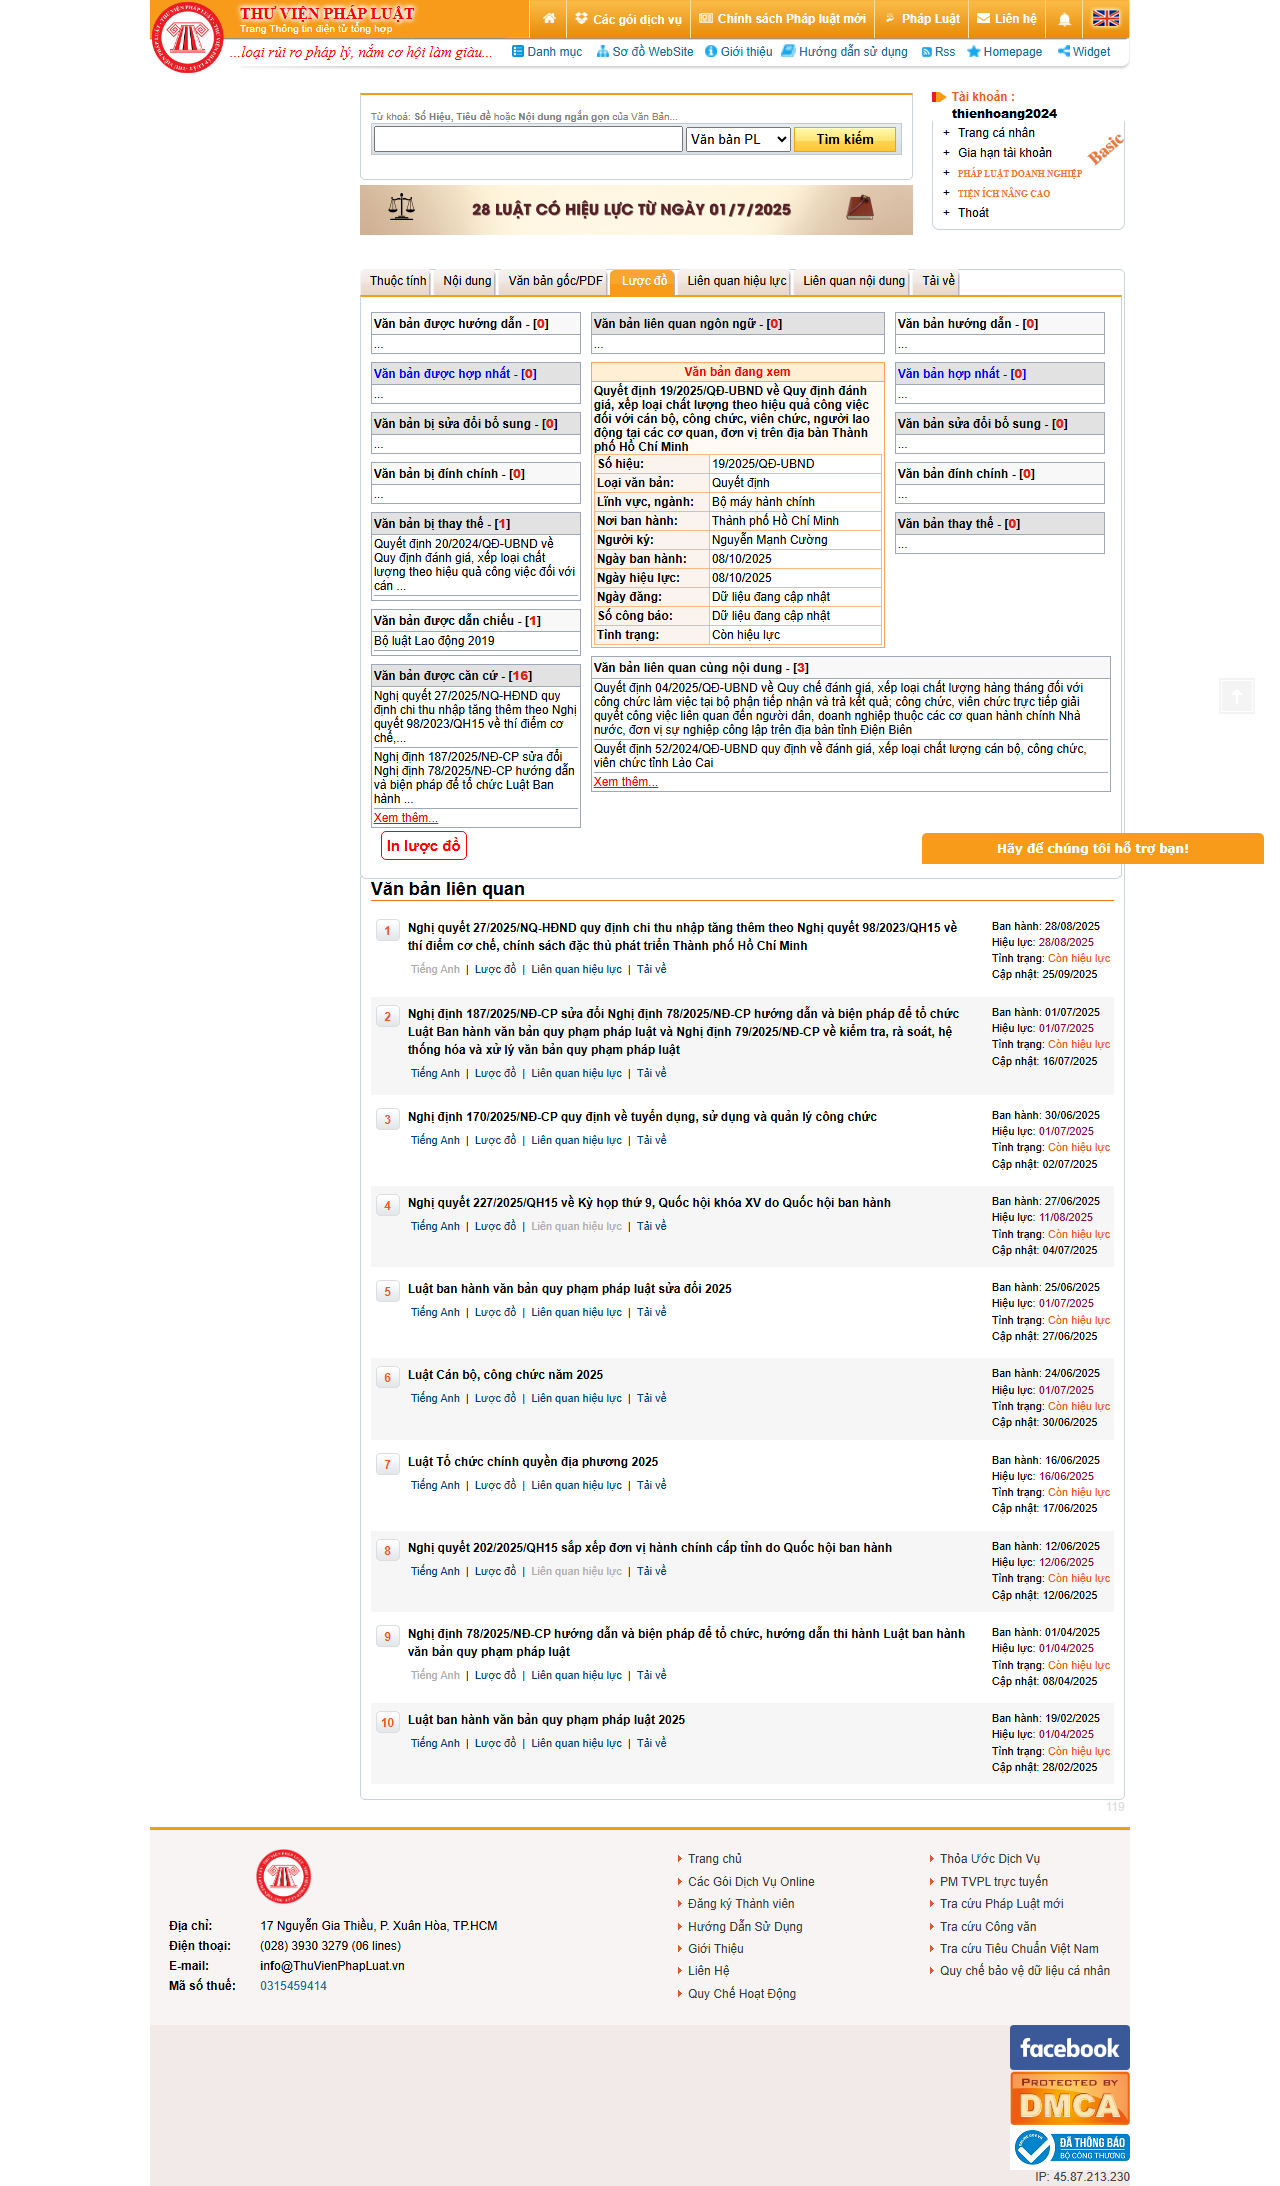 THƯ VIỆN PHÁP LUẬT
Trang Thông tin điện tử tổng hợp
Các gói dịch vụ
Chính sách Pháp luật mới
Pháp Luật
Liên hệ
...loại rủi ro pháp lý, nắm cơ hội làm giàu...
Danh mục
Sơ đồ WebSite
Giới thiệu
Hướng dẫn sử dụng
Rss
Homepage
Widget
Từ khoá: Số Hiệu, Tiêu đề hoặc Nội dung ngắn gọn của Văn Bản...
Văn bản PL
Tìm kiếm
28 LUẬT CÓ HIỆU LỰC TỪ NGÀY 01/7/2025
Tài khoản :
thienhoang2024
+ Trang cá nhân
+ Gia hạn tài khoản
+ PHÁP LUẬT DOANH NGHIỆP
+ TIỆN ÍCH NÂNG CAO
+ Thoát
Basic
Thuộc tính
Nội dung
Văn bản gốc/PDF
Lược đồ
Liên quan hiệu lực
Liên quan nội dung
Tải về
Văn bản được hướng dẫn - [0]
...
Văn bản được hợp nhất - [0]
...
Văn bản bị sửa đổi bổ sung - [0]
...
Văn bản bị đính chính - [0]
...
Văn bản bị thay thế - [1]
Quyết định 20/2024/QĐ-UBND về
Quy định đánh giá, xếp loại chất
lượng theo hiệu quả công việc đối với
cán ...
Văn bản được dẫn chiếu - [1]
Bộ luật Lao động 2019
Văn bản được căn cứ - [16]
Nghị quyết 27/2025/NQ-HĐND quy
định chi thu nhập tăng thêm theo Nghị
quyết 98/2023/QH15 về thí điểm cơ
chế,...
Nghị định 187/2025/NĐ-CP sửa đổi
Nghị định 78/2025/NĐ-CP hướng dẫn
và biện pháp để tổ chức Luật Ban
hành ...
Xem thêm...
Văn bản liên quan ngôn ngữ - [0]
...
Văn bản đang xem
Quyết định 19/2025/QĐ-UBND về Quy định đánh
giá, xếp loại chất lượng theo hiệu quả công việc
đối với cán bộ, công chức, viên chức, người lao
động tại các cơ quan, đơn vị trên địa bàn Thành
phố Hồ Chí Minh
Số hiệu: 19/2025/QĐ-UBND
Loại văn bản: Quyết định
Lĩnh vực, ngành: Bộ máy hành chính
Nơi ban hành: Thành phố Hồ Chí Minh
Người ký: Nguyễn Mạnh Cường
Ngày ban hành: 08/10/2025
Ngày hiệu lực: 08/10/2025
Ngày đăng: Dữ liệu đang cập nhật
Số công báo: Dữ liệu đang cập nhật
Tình trạng: Còn hiệu lực
Văn bản hướng dẫn - [0]
...
Văn bản hợp nhất - [0]
...
Văn bản sửa đổi bổ sung - [0]
...
Văn bản đính chính - [0]
...
Văn bản thay thế - [0]
...
Văn bản liên quan cùng nội dung - [3]
Quyết định 04/2025/QĐ-UBND về Quy chế đánh giá, xếp loại chất lượng hàng tháng đối với
công chức làm việc tại bộ phận tiếp nhận và trả kết quả; công chức, viên chức trực tiếp giải
quyết công việc liên quan đến người dân, doanh nghiệp thuộc các cơ quan hành chính Nhà
nước, đơn vị sự nghiệp công lập trên địa bàn tỉnh Điện Biên
Quyết định 52/2024/QĐ-UBND quy định về đánh giá, xếp loại chất lượng cán bộ, công chức,
viên chức tỉnh Lào Cai
Xem thêm...
In lược đồ
Hãy để chúng tôi hỗ trợ bạn!
Văn bản liên quan
1
Nghị quyết 27/2025/NQ-HĐND quy định chi thu nhập tăng thêm theo Nghị quyết 98/2023/QH15 về
thí điểm cơ chế, chính sách đặc thù phát triển Thành phố Hồ Chí Minh
Tiếng Anh | Lược đồ | Liên quan hiệu lực | Tải về
Ban hành: 28/08/2025
Hiệu lực: 28/08/2025
Tình trạng: Còn hiệu lực
Cập nhật: 25/09/2025
2
Nghị định 187/2025/NĐ-CP sửa đổi Nghị định 78/2025/NĐ-CP hướng dẫn và biện pháp để tổ chức
Luật Ban hành văn bản quy phạm pháp luật và Nghị định 79/2025/NĐ-CP về kiểm tra, rà soát, hệ
thống hóa và xử lý văn bản quy phạm pháp luật
Tiếng Anh | Lược đồ | Liên quan hiệu lực | Tải về
Ban hành: 01/07/2025
Hiệu lực: 01/07/2025
Tình trạng: Còn hiệu lực
Cập nhật: 16/07/2025
3
Nghị định 170/2025/NĐ-CP quy định về tuyển dụng, sử dụng và quản lý công chức
Tiếng Anh | Lược đồ | Liên quan hiệu lực | Tải về
Ban hành: 30/06/2025
Hiệu lực: 01/07/2025
Tình trạng: Còn hiệu lực
Cập nhật: 02/07/2025
4
Nghị quyết 227/2025/QH15 về Kỳ họp thứ 9, Quốc hội khóa XV do Quốc hội ban hành
Tiếng Anh | Lược đồ | Liên quan hiệu lực | Tải về
Ban hành: 27/06/2025
Hiệu lực: 11/08/2025
Tình trạng: Còn hiệu lực
Cập nhật: 04/07/2025
5
Luật ban hành văn bản quy phạm pháp luật sửa đổi 2025
Tiếng Anh | Lược đồ | Liên quan hiệu lực | Tải về
Ban hành: 25/06/2025
Hiệu lực: 01/07/2025
Tình trạng: Còn hiệu lực
Cập nhật: 27/06/2025
6
Luật Cán bộ, công chức năm 2025
Tiếng Anh | Lược đồ | Liên quan hiệu lực | Tải về
Ban hành: 24/06/2025
Hiệu lực: 01/07/2025
Tình trạng: Còn hiệu lực
Cập nhật: 30/06/2025
7
Luật Tổ chức chính quyền địa phương 2025
Tiếng Anh | Lược đồ | Liên quan hiệu lực | Tải về
Ban hành: 16/06/2025
Hiệu lực: 16/06/2025
Tình trạng: Còn hiệu lực
Cập nhật: 17/06/2025
8
Nghị quyết 202/2025/QH15 sắp xếp đơn vị hành chính cấp tỉnh do Quốc hội ban hành
Tiếng Anh | Lược đồ | Liên quan hiệu lực | Tải về
Ban hành: 12/06/2025
Hiệu lực: 12/06/2025
Tình trạng: Còn hiệu lực
Cập nhật: 12/06/2025
9
Nghị định 78/2025/NĐ-CP hướng dẫn và biện pháp để tổ chức, hướng dẫn thi hành Luật ban hành
văn bản quy phạm pháp luật
Tiếng Anh | Lược đồ | Liên quan hiệu lực | Tải về
Ban hành: 01/04/2025
Hiệu lực: 01/04/2025
Tình trạng: Còn hiệu lực
Cập nhật: 08/04/2025
10
Luật ban hành văn bản quy phạm pháp luật 2025
Tiếng Anh | Lược đồ | Liên quan hiệu lực | Tải về
Ban hành: 19/02/2025
Hiệu lực: 01/04/2025
Tình trạng: Còn hiệu lực
Cập nhật: 28/02/2025
119
Địa chỉ: 17 Nguyễn Gia Thiều, P. Xuân Hòa, TP.HCM
Điện thoại: (028) 3930 3279 (06 lines)
E-mail: info@ThuVienPhapLuat.vn
Mã số thuế: 0315459414
Trang chủ
Các Gói Dịch Vụ Online
Đăng ký Thành viên
Hướng Dẫn Sử Dụng
Giới Thiệu
Liên Hệ
Quy Chế Hoạt Động
Thỏa Ước Dịch Vụ
PM TVPL trực tuyến
Tra cứu Pháp Luật mới
Tra cứu Công văn
Tra cứu Tiêu Chuẩn Việt Nam
Quy chế bảo vệ dữ liệu cá nhân
facebook
PROTECTED BY
DMCA
ĐÃ THÔNG BÁO
BỘ CÔNG THƯƠNG
IP: 45.87.213.230